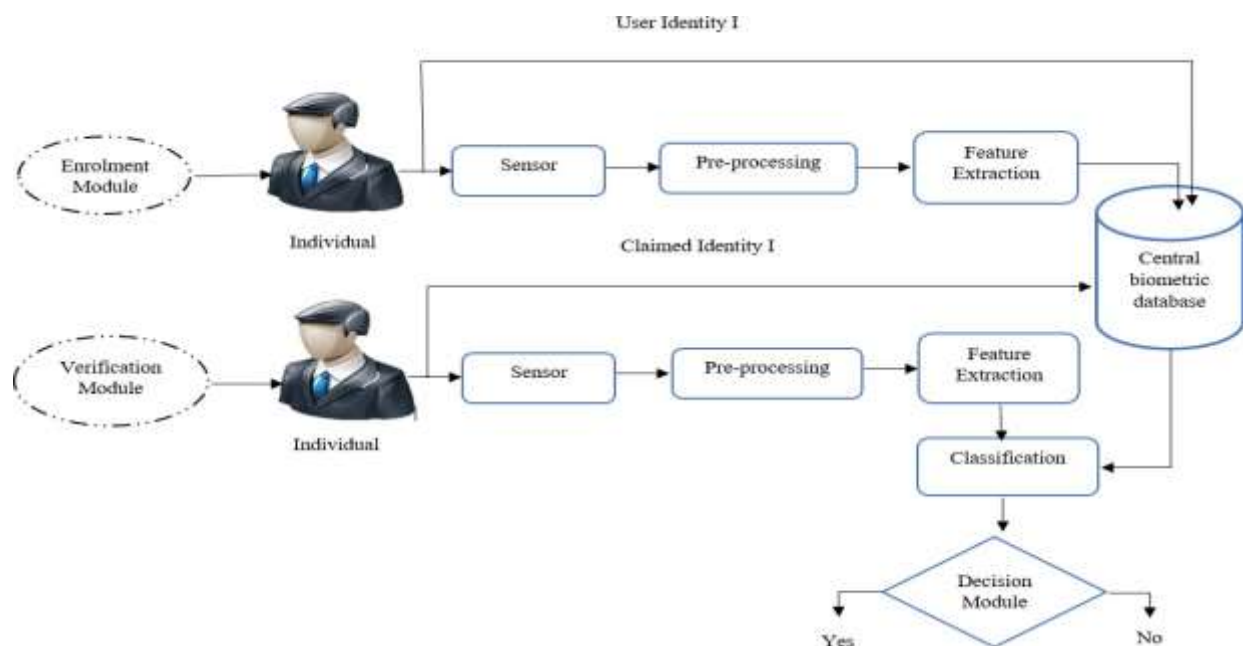 User Identity I
Enrolment
Module
Sensor
Pre-processing
Feature
Extraction
Individual
Claimed Identity I
Central
biometric
database
Verification
Module
Sensor
Pre-processing
Feature
Extraction
Individual
Classification
Decision
Module
Yes
No